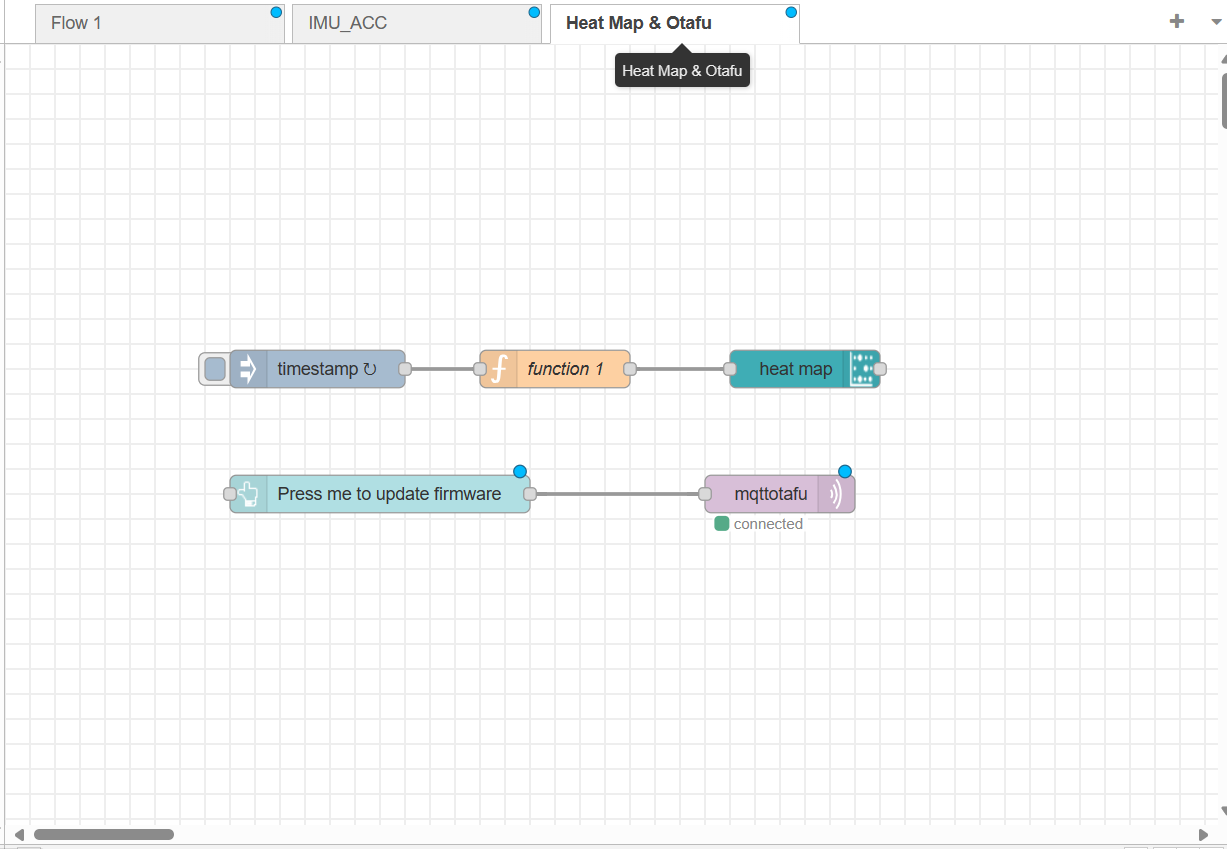 Flow 1
IMU_ACC
Heat Map & Otafu
Heat Map & Otafu
timestamp ↻
function 1
heat map
Press me to update firmware
mqttotafu
connected